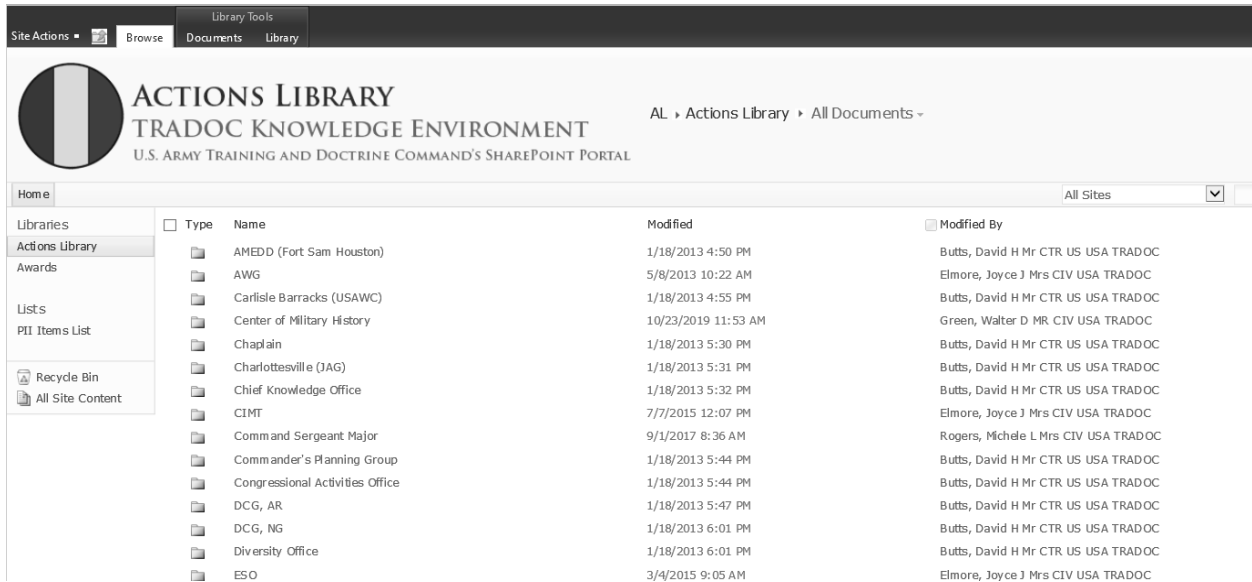 Library Tools
Site Actions Browse Documents Library
ACTIONS LIBRARY
TRADOC KNOWLEDGE ENVIRONMENT
U.S. ARMY TRAINING AND DOCTRINE COMMAND'S SHAREPOINT PORTAL
AL Actions Library All Documents
Home
All Sites
Libraries
Actions Library
Awards
Lists
PII Items List
Recycle Bin
All Site Content
Type Name Modified Modified By
AMEDD (Fort Sam Houston) 1/18/2013 4:50 PM Butts, David H Mr CTR US USA TRADOC
AWG 5/8/2013 10:22 AM Elmore, Joyce J Mrs CIV USA TRADOC
Carlisle Barracks (USAWC) 1/18/2013 4:55 PM Butts, David H Mr CTR US USA TRADOC
Center of Military History 10/23/2019 11:53 AM Green, Walter D MR CIV USA TRADOC
Chaplain 1/18/2013 5:30 PM Butts, David H Mr CTR US USA TRADOC
Charlottesville (JAG) 1/18/2013 5:31 PM Butts, David H Mr CTR US USA TRADOC
Chief Knowledge Office 1/18/2013 5:32 PM Butts, David H Mr CTR US USA TRADOC
CIMT 7/7/2015 12:07 PM Elmore, Joyce J Mrs CIV USA TRADOC
Command Sergeant Major 9/1/2017 8:36 AM Rogers, Michele L Mrs CIV USA TRADOC
Commander's Planning Group 1/18/2013 5:44 PM Butts, David H Mr CTR US USA TRADOC
Congressional Activities Office 1/18/2013 5:44 PM Butts, David H Mr CTR US USA TRADOC
DCG, AR 1/18/2013 5:47 PM Butts, David H Mr CTR US USA TRADOC
DCG, NG 1/18/2013 6:01 PM Butts, David H Mr CTR US USA TRADOC
Diversity Office 1/18/2013 6:01 PM Butts, David H Mr CTR US USA TRADOC
ESO 3/4/2015 9:05 AM Elmore, Joyce J Mrs CIV USA TRADOC